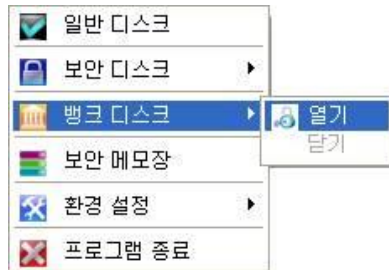 일반 디스크
보안 디스크
뱅크 디스크
열기
닫기
보안 메모장
환경 설정
프로그램 종료